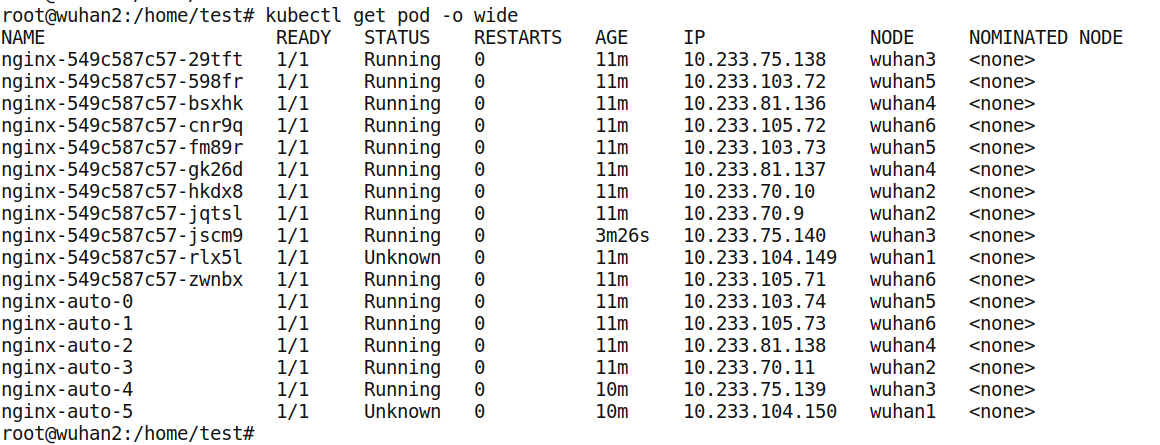 root@wuhan2:/home/test# kubectl get pod -o wide
NAME                     READY   STATUS    RESTARTS   AGE     IP               NODE     NOMINATED NODE
nginx-549c587c57-29tft   1/1     Running   0          11m     10.233.75.138    wuhan3   <none>
nginx-549c587c57-598fr   1/1     Running   0          11m     10.233.103.72    wuhan5   <none>
nginx-549c587c57-bsxhk   1/1     Running   0          11m     10.233.81.136    wuhan4   <none>
nginx-549c587c57-cnr9q   1/1     Running   0          11m     10.233.105.72    wuhan6   <none>
nginx-549c587c57-fm89r   1/1     Running   0          11m     10.233.103.73    wuhan5   <none>
nginx-549c587c57-gk26d   1/1     Running   0          11m     10.233.81.137    wuhan4   <none>
nginx-549c587c57-hkdx8   1/1     Running   0          11m     10.233.70.10     wuhan2   <none>
nginx-549c587c57-jqtsl   1/1     Running   0          11m     10.233.70.9      wuhan2   <none>
nginx-549c587c57-jscm9   1/1     Running   0          3m26s   10.233.75.140    wuhan3   <none>
nginx-549c587c57-rlx5l   1/1     Unknown   0          11m     10.233.104.149   wuhan1   <none>
nginx-549c587c57-zwnbx   1/1     Running   0          11m     10.233.105.71    wuhan6   <none>
nginx-auto-0             1/1     Running   0          11m     10.233.103.74    wuhan5   <none>
nginx-auto-1             1/1     Running   0          11m     10.233.105.73    wuhan6   <none>
nginx-auto-2             1/1     Running   0          11m     10.233.81.138    wuhan4   <none>
nginx-auto-3             1/1     Running   0          11m     10.233.70.11     wuhan2   <none>
nginx-auto-4             1/1     Running   0          10m     10.233.75.139    wuhan3   <none>
nginx-auto-5             1/1     Unknown   0          10m     10.233.104.150   wuhan1   <none>
root@wuhan2:/home/test#